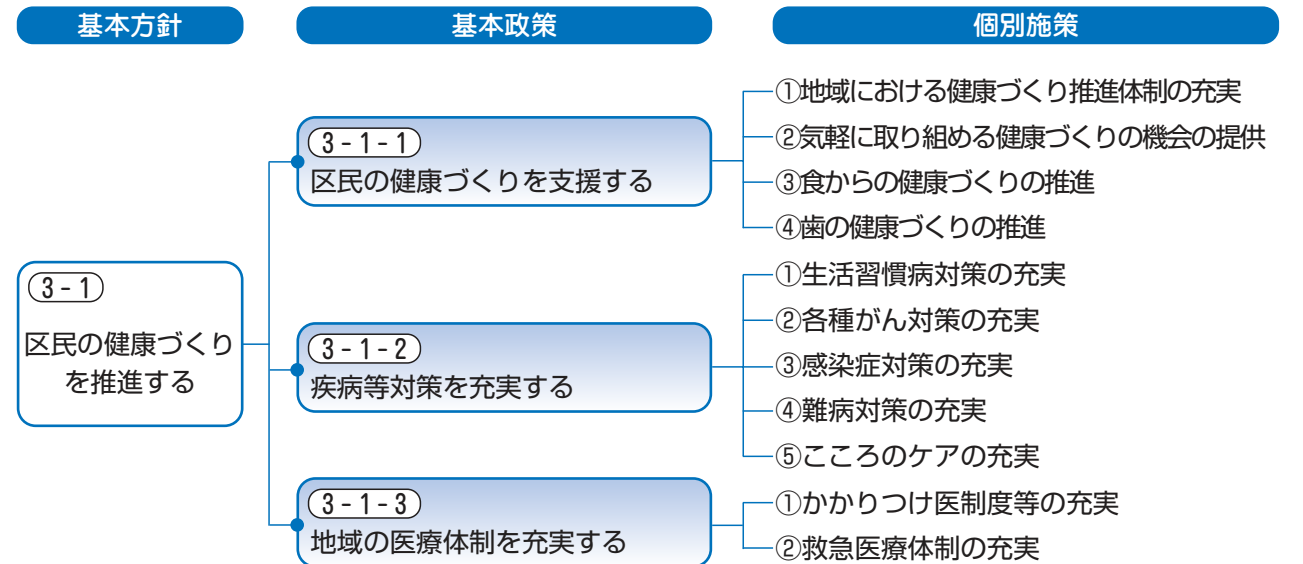 基本方針
基本政策
個別施策
3-1
区民の健康づくり
を推進する
3-1-1
区民の健康づくりを支援する
①地域における健康づくり推進体制の充実
②気軽に取り組める健康づくりの機会の提供
③食からの健康づくりの推進
④歯の健康づくりの推進
3-1-2
疾病等対策を充実する
①生活習慣病対策の充実
②各種がん対策の充実
③感染症対策の充実
④難病対策の充実
⑤こころのケアの充実
3-1-3
地域の医療体制を充実する
①かかりつけ医制度等の充実
②救急医療体制の充実